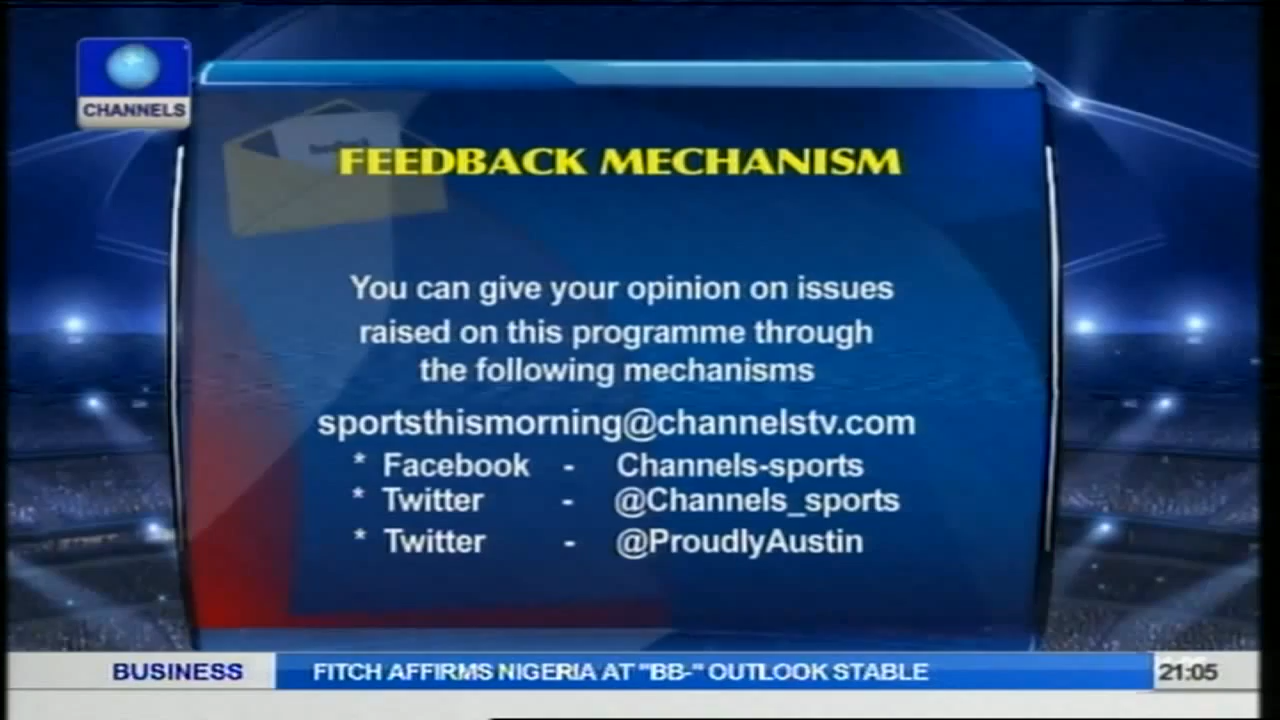 CHANNELS
FEEDBACK MECHANISM
You can give your opinion on issues
raised on this programme through
the following mechanisms
sportsthismorning@channelstv.com
* Facebook - Channels-sports
* Twitter - @Channels_sports
* Twitter - @ProudlyAustin
BUSINESS FITCH AFFIRMS NIGERIA AT "BB-" OUTLOOK STABLE 21:05